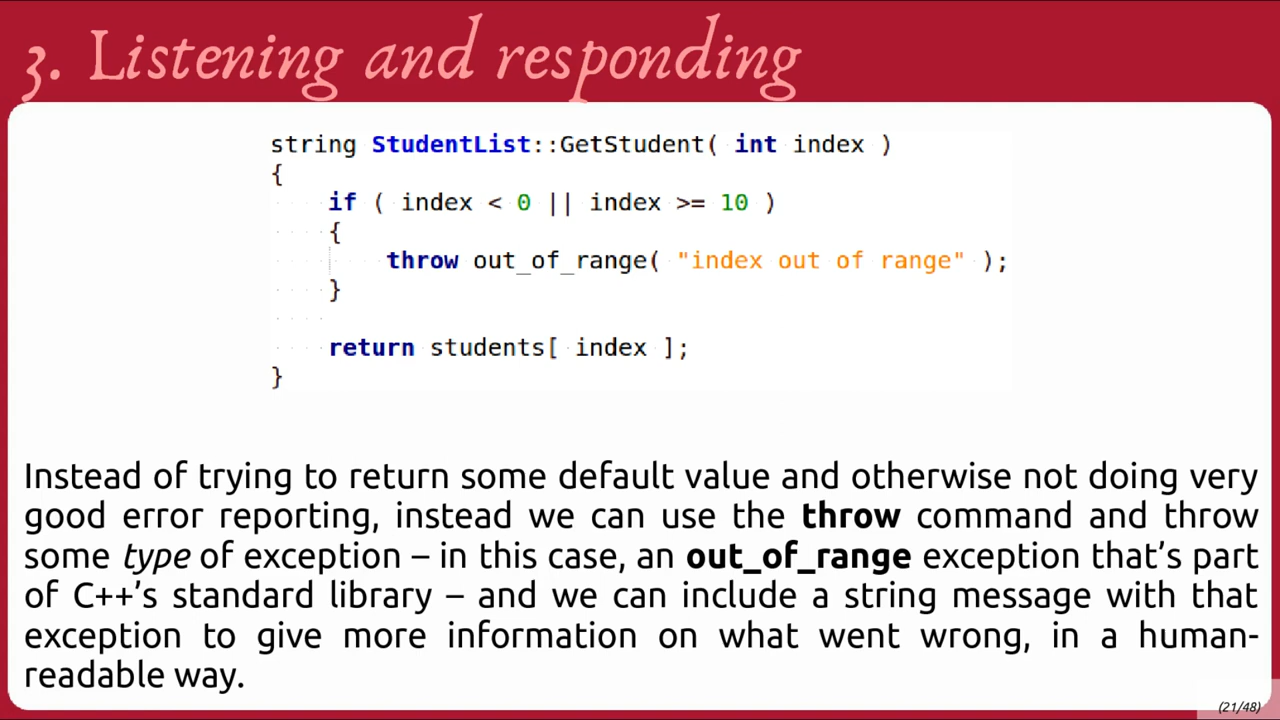 3. Listening and responding
string StudentList::GetStudent( int index )
{
    if ( index < 0 || index >= 10 )
    {
        throw out_of_range( "index out of range" );
    }

    return students[ index ];
}
Instead of trying to return some default value and otherwise not doing very
good error reporting, instead we can use the throw command and throw
some type of exception – in this case, an out_of_range exception that's part
of C++'s standard library – and we can include a string message with that
exception to give more information on what went wrong, in a human-
readable way.
(21/48)